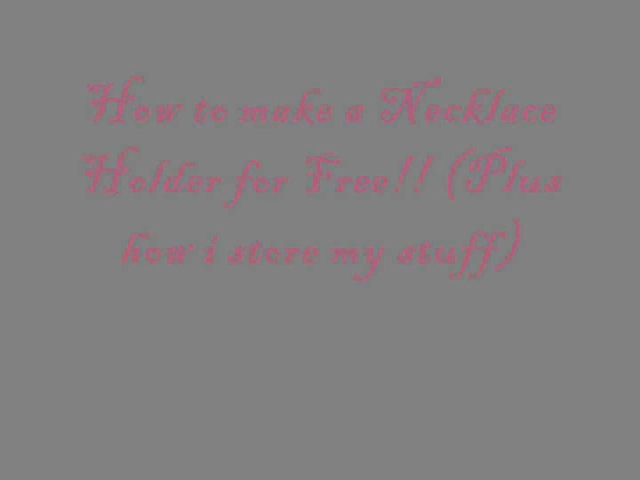 How to make a Necklace
Holder for Free!! (Plus
how i store my stuff)